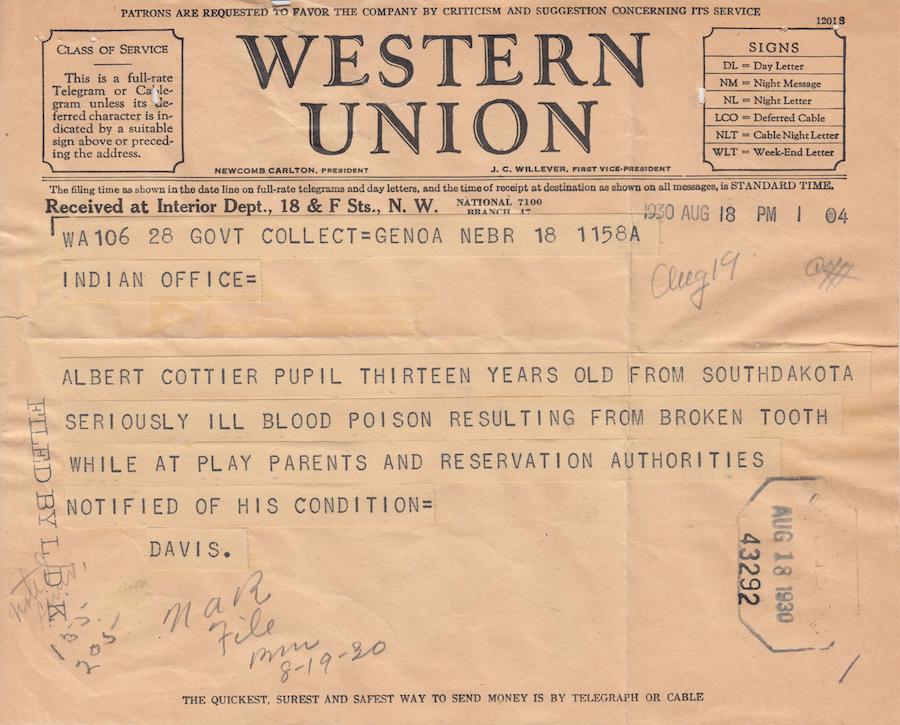 PATRONS ARE REQUESTED TO FAVOR THE COMPANY BY CRITICISM AND SUGGESTION CONCERNING ITS SERVICE
1201S
CLASS OF SERVICE
This is a full-rate
Telegram or Cable-
gram unless its de-
ferred character is in-
dicated by a suitable
sign above or preced-
ing the address.
WESTERN
UNION
NEWCOMB CARLTON, PRESIDENT
J. C. WILLEVER, FIRST VICE-PRESIDENT
SIGNS
DL = Day Letter
NM = Night Message
NL = Night Letter
LCO = Deferred Cable
NLT = Cable Night Letter
WLT = Week-End Letter
The filing time as shown in the date line on full-rate telegrams and day letters, and the time of receipt at destination as shown on all messages, is STANDARD TIME.
Received at Interior Dept., 18 & F Sts., N. W.
NATIONAL 7100
BRANCH 17
1930 AUG 18 PM 1 04
WA106 28 GOVT COLLECT=GENOA NEBR 18 1158A
INDIAN OFFICE=
Aug 19
ALBERT COTTIER PUPIL THIRTEEN YEARS OLD FROM SOUTHDAKOTA
SERIOUSLY ILL BLOOD POISON RESULTING FROM BROKEN TOOTH
WHILE AT PLAY PARENTS AND RESERVATION AUTHORITIES
NOTIFIED OF HIS CONDITION=
DAVIS.
FILED BY L. D. K.
AUG 18 1930
43292
File
8-19-30
THE QUICKEST, SUREST AND SAFEST WAY TO SEND MONEY IS BY TELEGRAPH OR CABLE